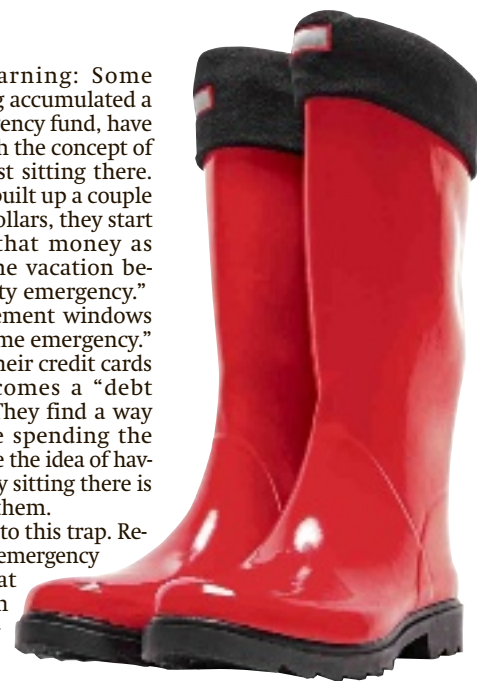 arning: Some
accumulated a
ency fund, have
the concept of
st sitting there.
built up a couple
ollars, they start
that money as
vacation be-
ty emergency.”
ement windows
me emergency.”
heir credit cards
comes a “debt
They find a way
spending the
the idea of hav-
sitting there is
them.
to this trap. Re-
emergency
at